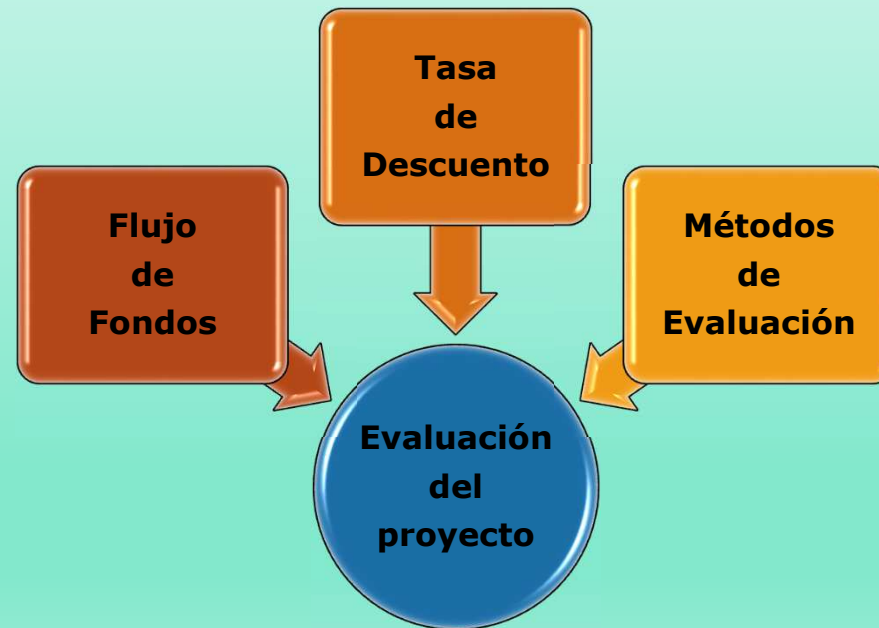 Tasa
de
Descuento
Flujo
de
Fondos
Métodos
de
Evaluación
Evaluación
del
proyecto